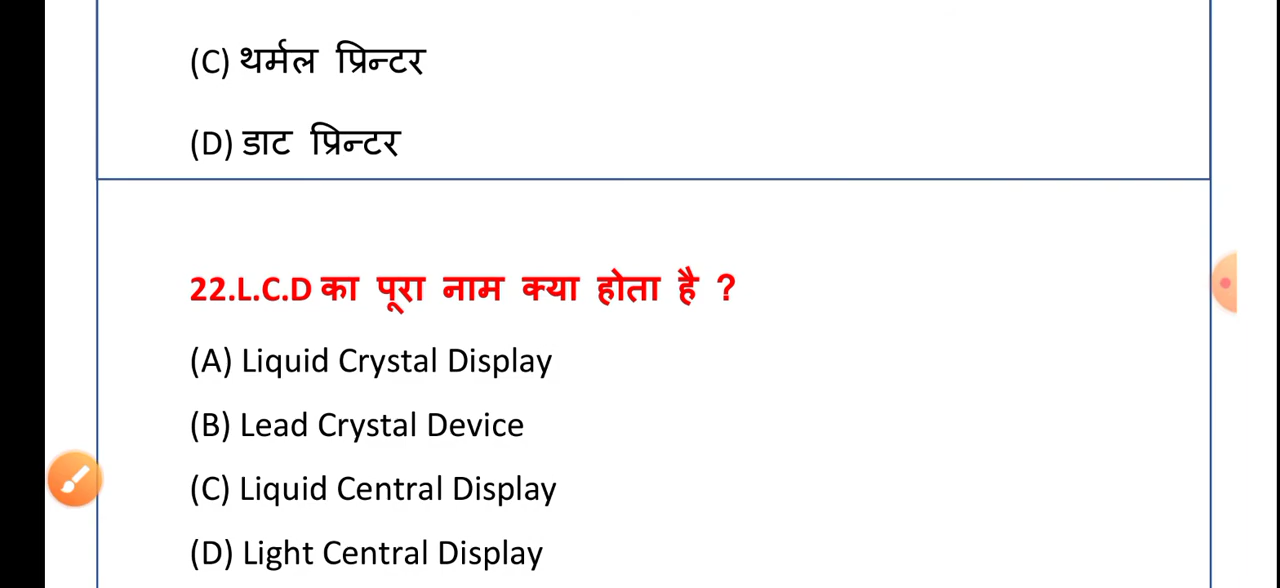 (C) थर्मल प्रिन्टर
(D) डाट प्रिन्टर
22.L.C.D का पूरा नाम क्या होता है ?
(A) Liquid Crystal Display
(B) Lead Crystal Device
(C) Liquid Central Display
(D) Light Central Display